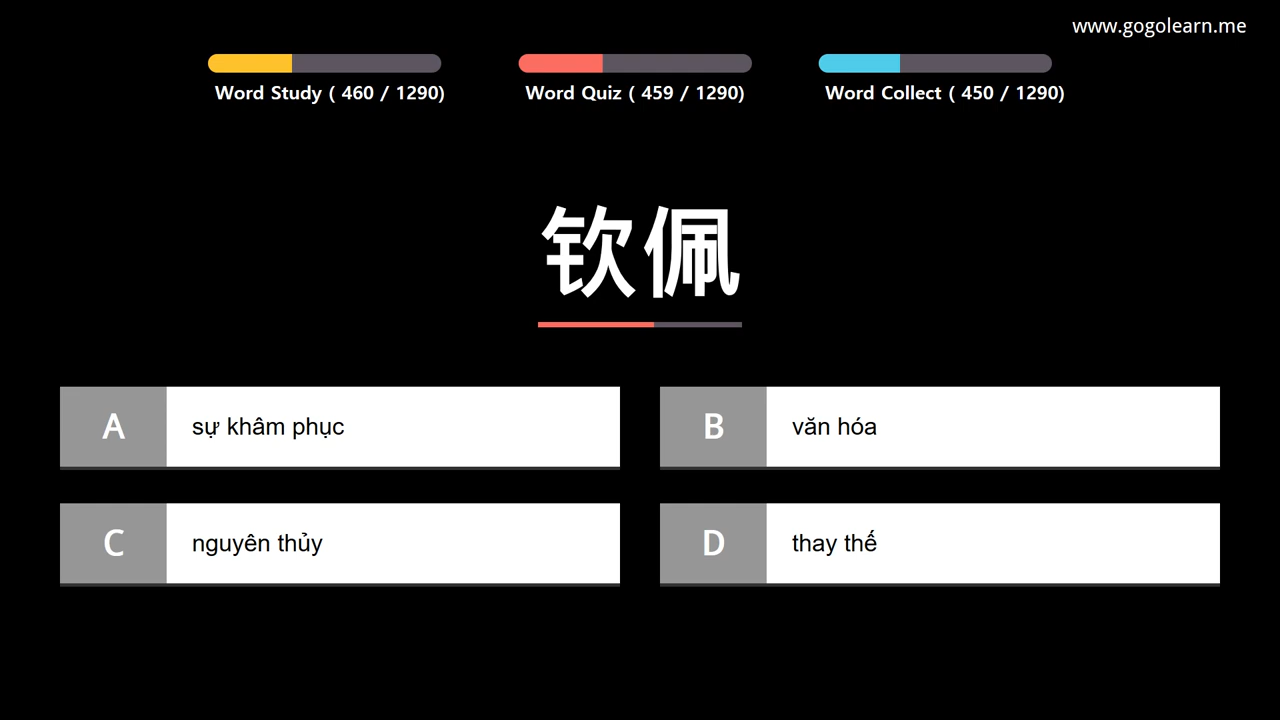 www.gogolearn.me
Word Study ( 460 / 1290)
Word Quiz ( 459 / 1290)
Word Collect ( 450 / 1290)
钦佩
A sự khâm phục
B văn hóa
C nguyên thủy
D thay thế